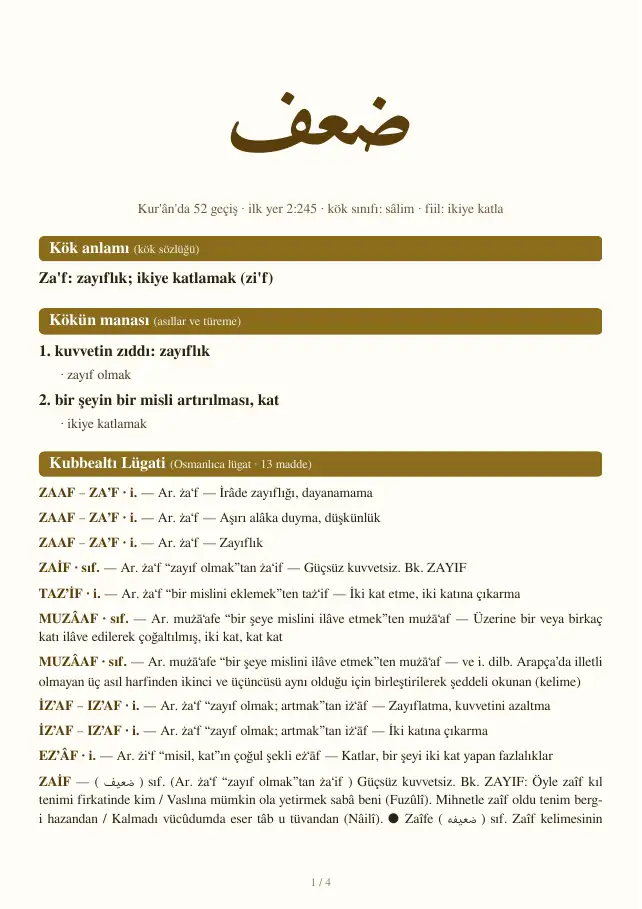 ضعف
Kur'ân'da 52 geçiş · ilk yer 2:245 · kök sınıfı: sâlim · fiil: ikiye katla
Kök anlamı (kök sözlüğü)
Za'f: zayıflık; ikiye katlamak (zi'f)
Kökün manası (asıllar ve türeme)
1. kuvvetin zıddı: zayıflık
· zayıf olmak
2. bir şeyin bir misli artırılması, kat
· ikiye katlamak
Kubbealtı Lügati (Osmanlıca lügat · 13 madde)
ZAAF – ZA’F · i. — Ar. ża‘f — İrâde zayıflığı, dayanamama
ZAAF – ZA’F · i. — Ar. ża‘f — Aşırı alâka duyma, düşkünlük
ZAAF – ZA’F · i. — Ar. ża‘f — Zayıflık
ZAİF · sıf. — Ar. ża‘f “zayıf olmak”tan ża‘іf — Güçsüz kuvvetsiz. Bk. ZAYIF
TAZ’İF · i. — Ar. ża‘f “bir mislini eklemek”ten taż‘іf — İki kat etme, iki katına çıkarma
MUZÂAF · sıf. — Ar. mużā‘afe “bir şeye mislini ilâve etmek”ten mużā‘af — Üzerine bir veya birkaç
katı ilâve edilerek çoğaltılmış, iki kat, kat kat
MUZÂAF · sıf. — Ar. mużā‘afe “bir şeye mislini ilâve etmek”ten mużā‘af — ve i. dilb. Arapça’da illetli
olmayan üç asıl harfinden ikinci ve üçüncüsü aynı olduğu için birleştirilerek şeddeli okunan (kelime)
İZ’AF – IZ’AF · i. — Ar. ża‘f “zayıf olmak; artmak”tan iż‘āf — Zayıflatma, kuvvetini azaltma
İZ’AF – IZ’AF · i. — Ar. ża‘f “zayıf olmak; artmak”tan iż‘āf — İki katına çıkarma
EZ’ÂF · i. — Ar. żi‘f “misil, kat”ın çoğul şekli eż‘āf — Katlar, bir şeyi iki kat yapan fazlalıklar
ZAİF — ( ضعيف ) sıf. (Ar. ża‘f “zayıf olmak”tan ża‘іf ) Güçsüz kuvvetsiz. Bk. ZAYIF: Öyle zaîf kıl
tenimi firkatinde kim / Vaslına mümkin ola yetirmek sabâ beni (Fuzûlî). Mihnetle zaîf oldu tenim berg-
i hazandan / Kalmadı vücûdumda eser tâb u tüvandan (Nâilî). ● Zaîfe ( ضعيفه ) sıf. Zaîf kelimesinin
1 / 4